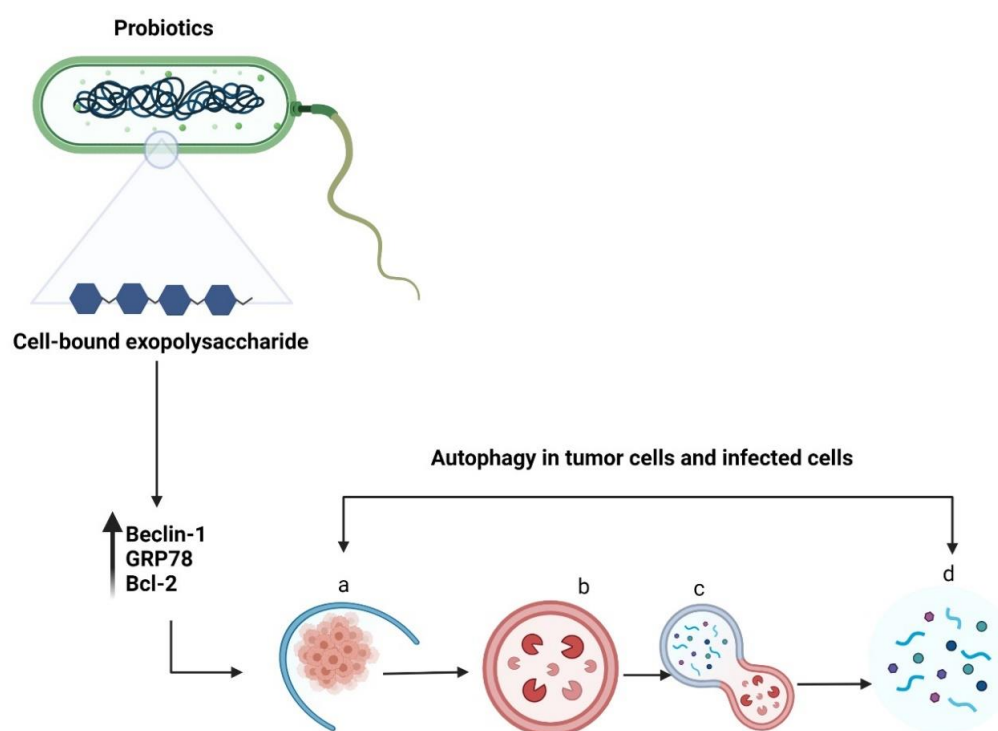 Probiotics
Cell-bound exopolysaccharide
Autophagy in tumor cells and infected cells
Beclin-1
GRP78
Bcl-2
a
b
c
d